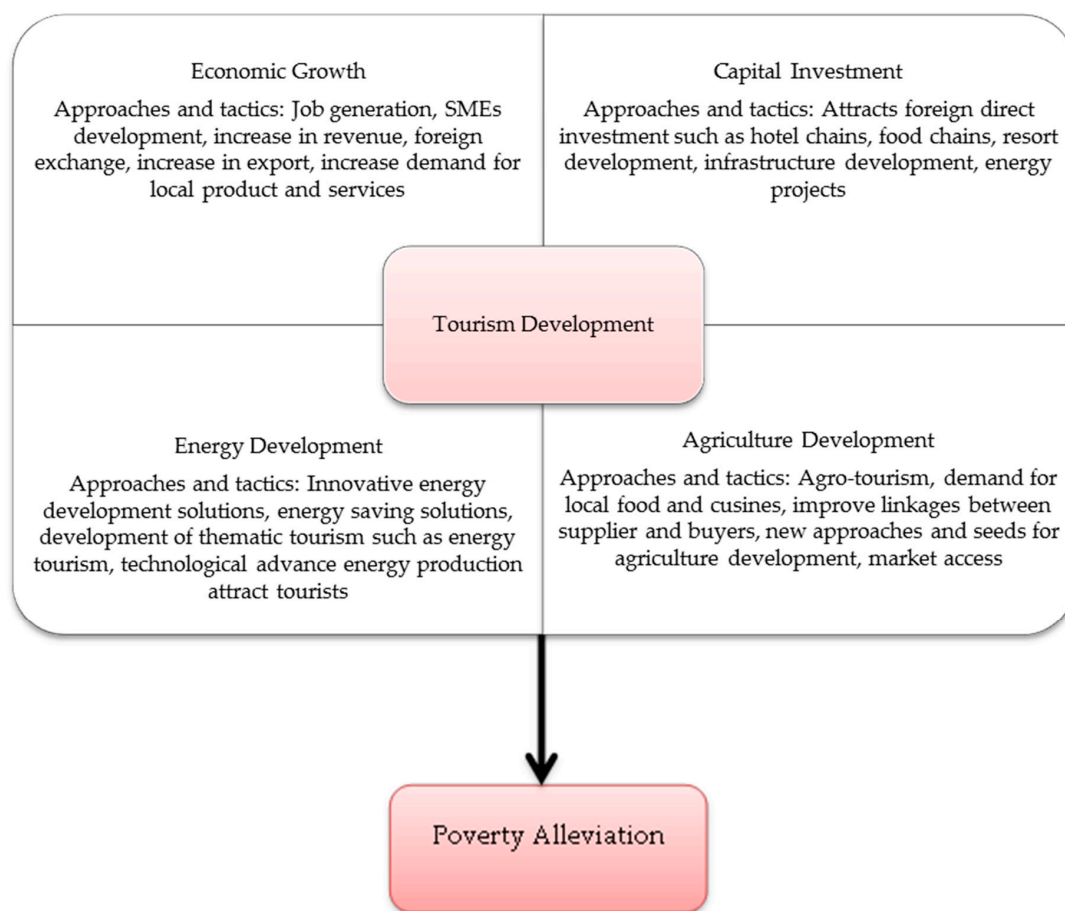 Economic Growth
Approaches and tactics: Job generation, SMEs
development, increase in revenue, foreign
exchange, increase in export, increase demand for
local product and services
Capital Investment
Approaches and tactics: Attracts foreign direct
investment such as hotel chains, food chains, resort
development, infrastructure development, energy
projects
Tourism Development
Energy Development
Approaches and tactics: Innovative energy
development solutions, energy saving solutions,
development of thematic tourism such as energy
tourism, technological advance energy production
attract tourists
Agriculture Development
Approaches and tactics: Agro-tourism, demand for
local food and cusines, improve linkages between
supplier and buyers, new approaches and seeds for
agriculture development, market access
Poverty Alleviation